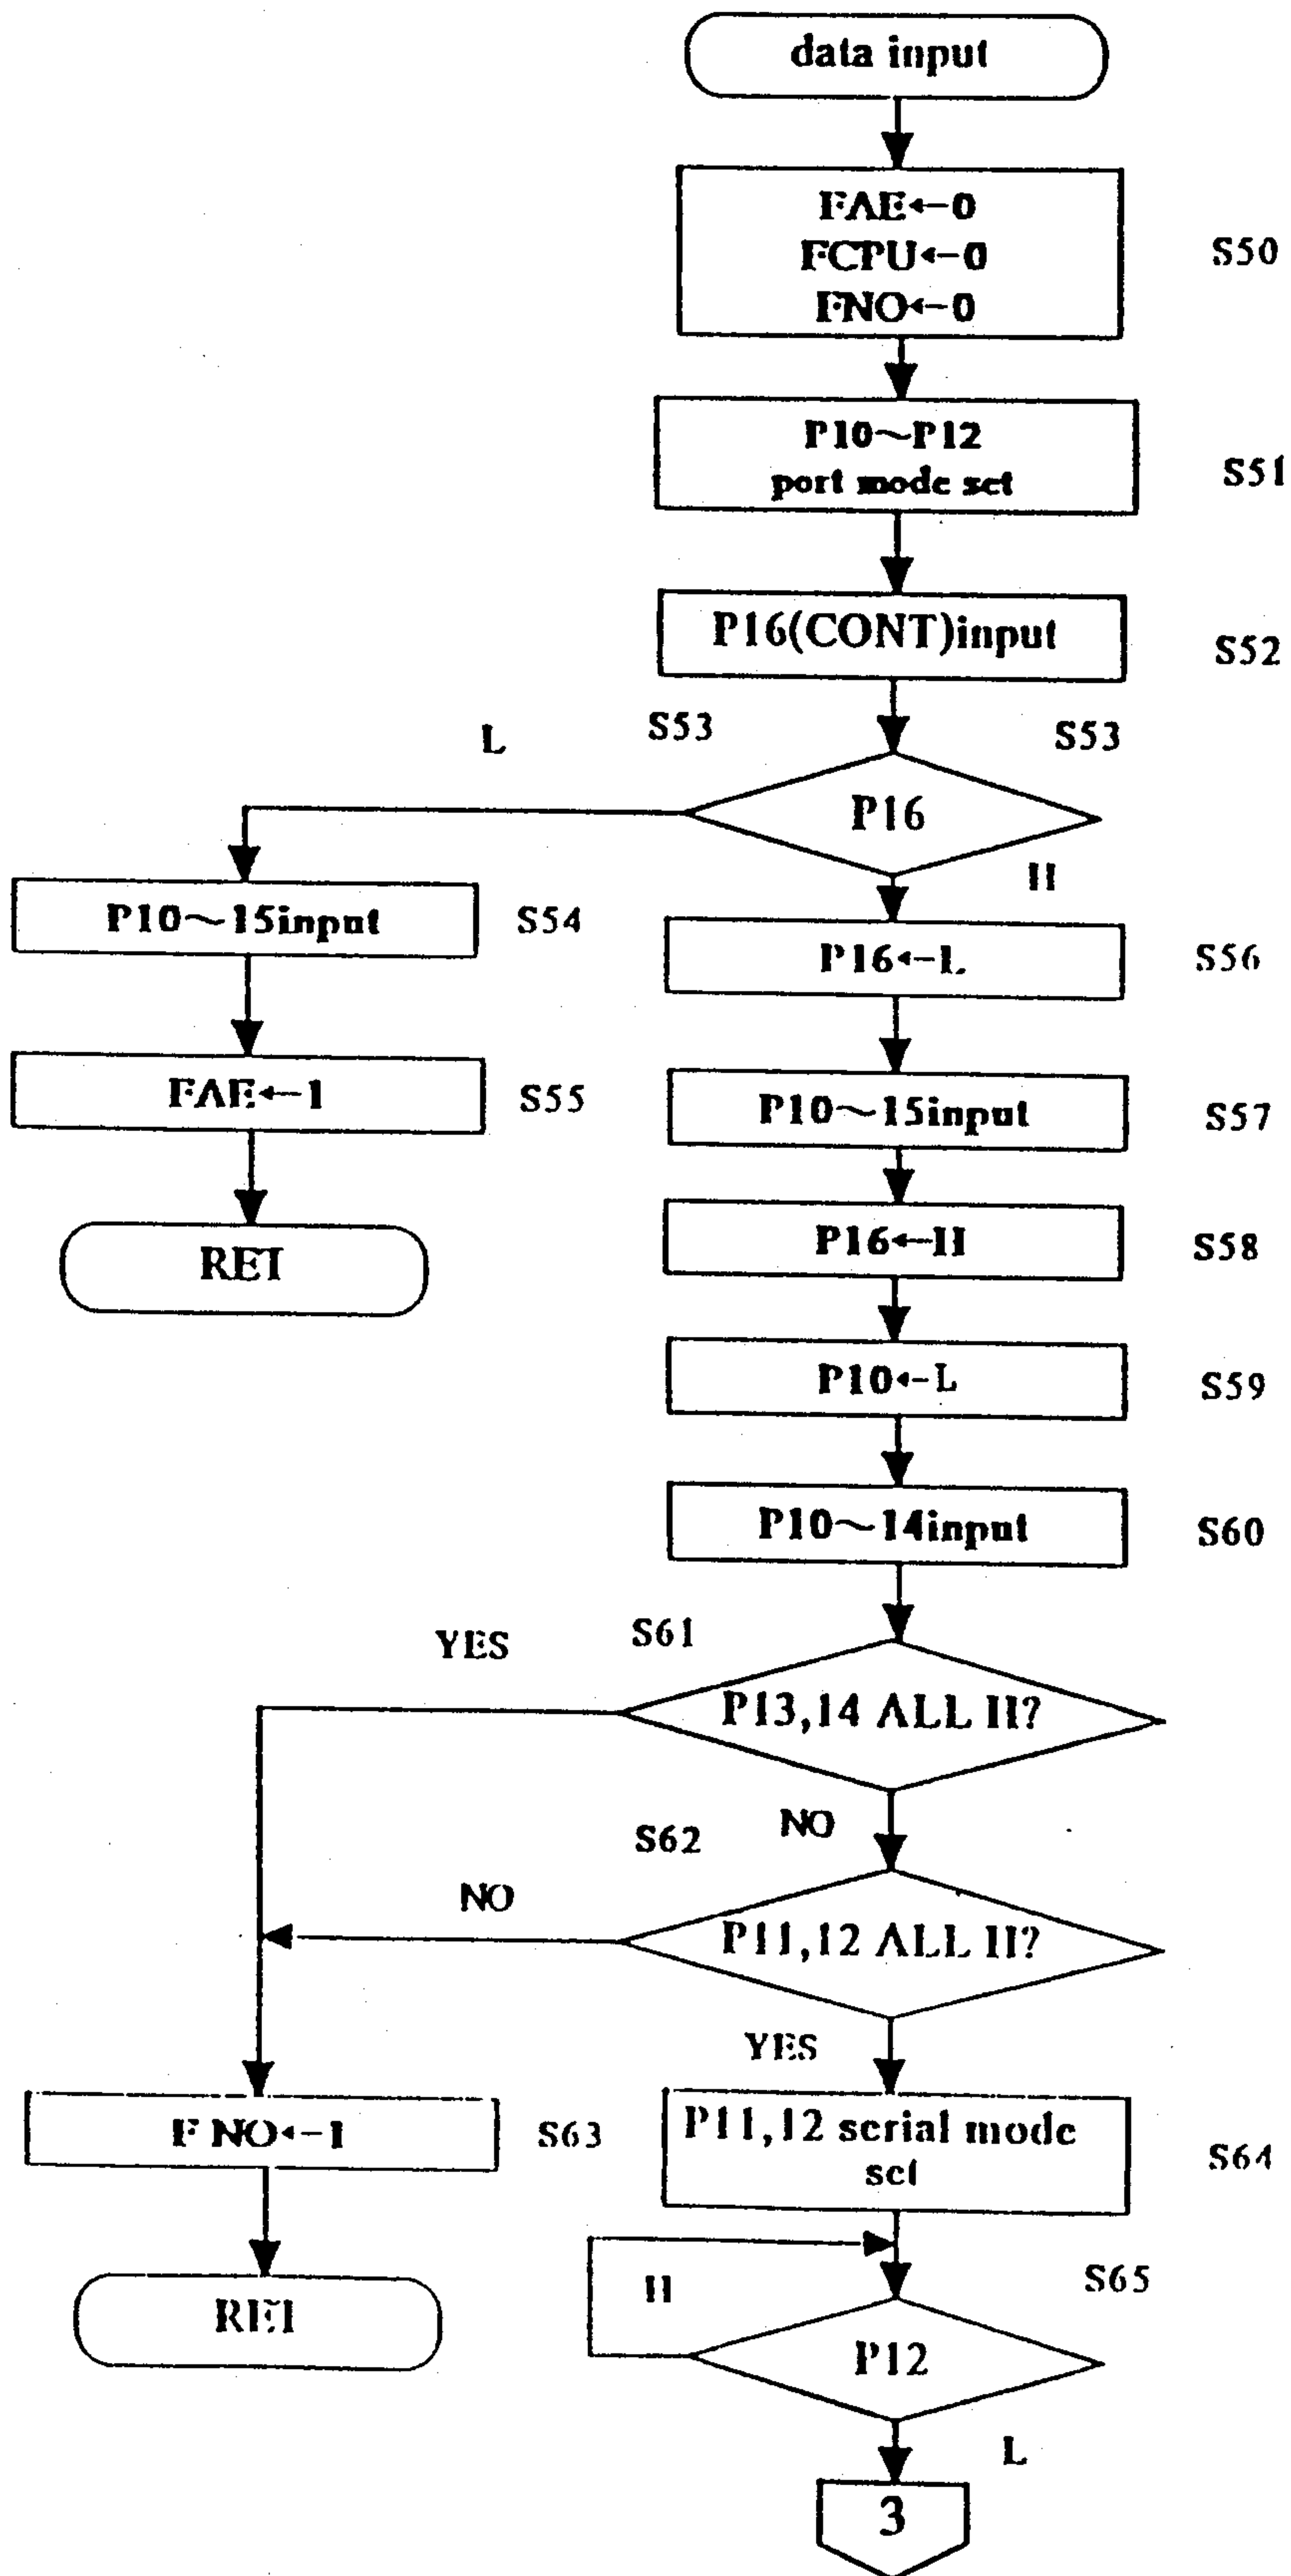 data input
FAE←0
FCPU←0
FNO←0
S50
P10~P12
port mode set
S51
P16(CONT)input
S52
L
S53
S53
P16
H
P10~15input
S54
P16←L
S56
FAE←1
S55
P10~15input
S57
RET
P16←H
S58
P10←L
S59
P10~14input
S60
YES
S61
P13,14 ALL H?
NO
S62
NO
P11,12 ALL H?
YES
F NO←1
S63
P11,12 serial mode
set
S64
RET
H
S65
P12
L
3